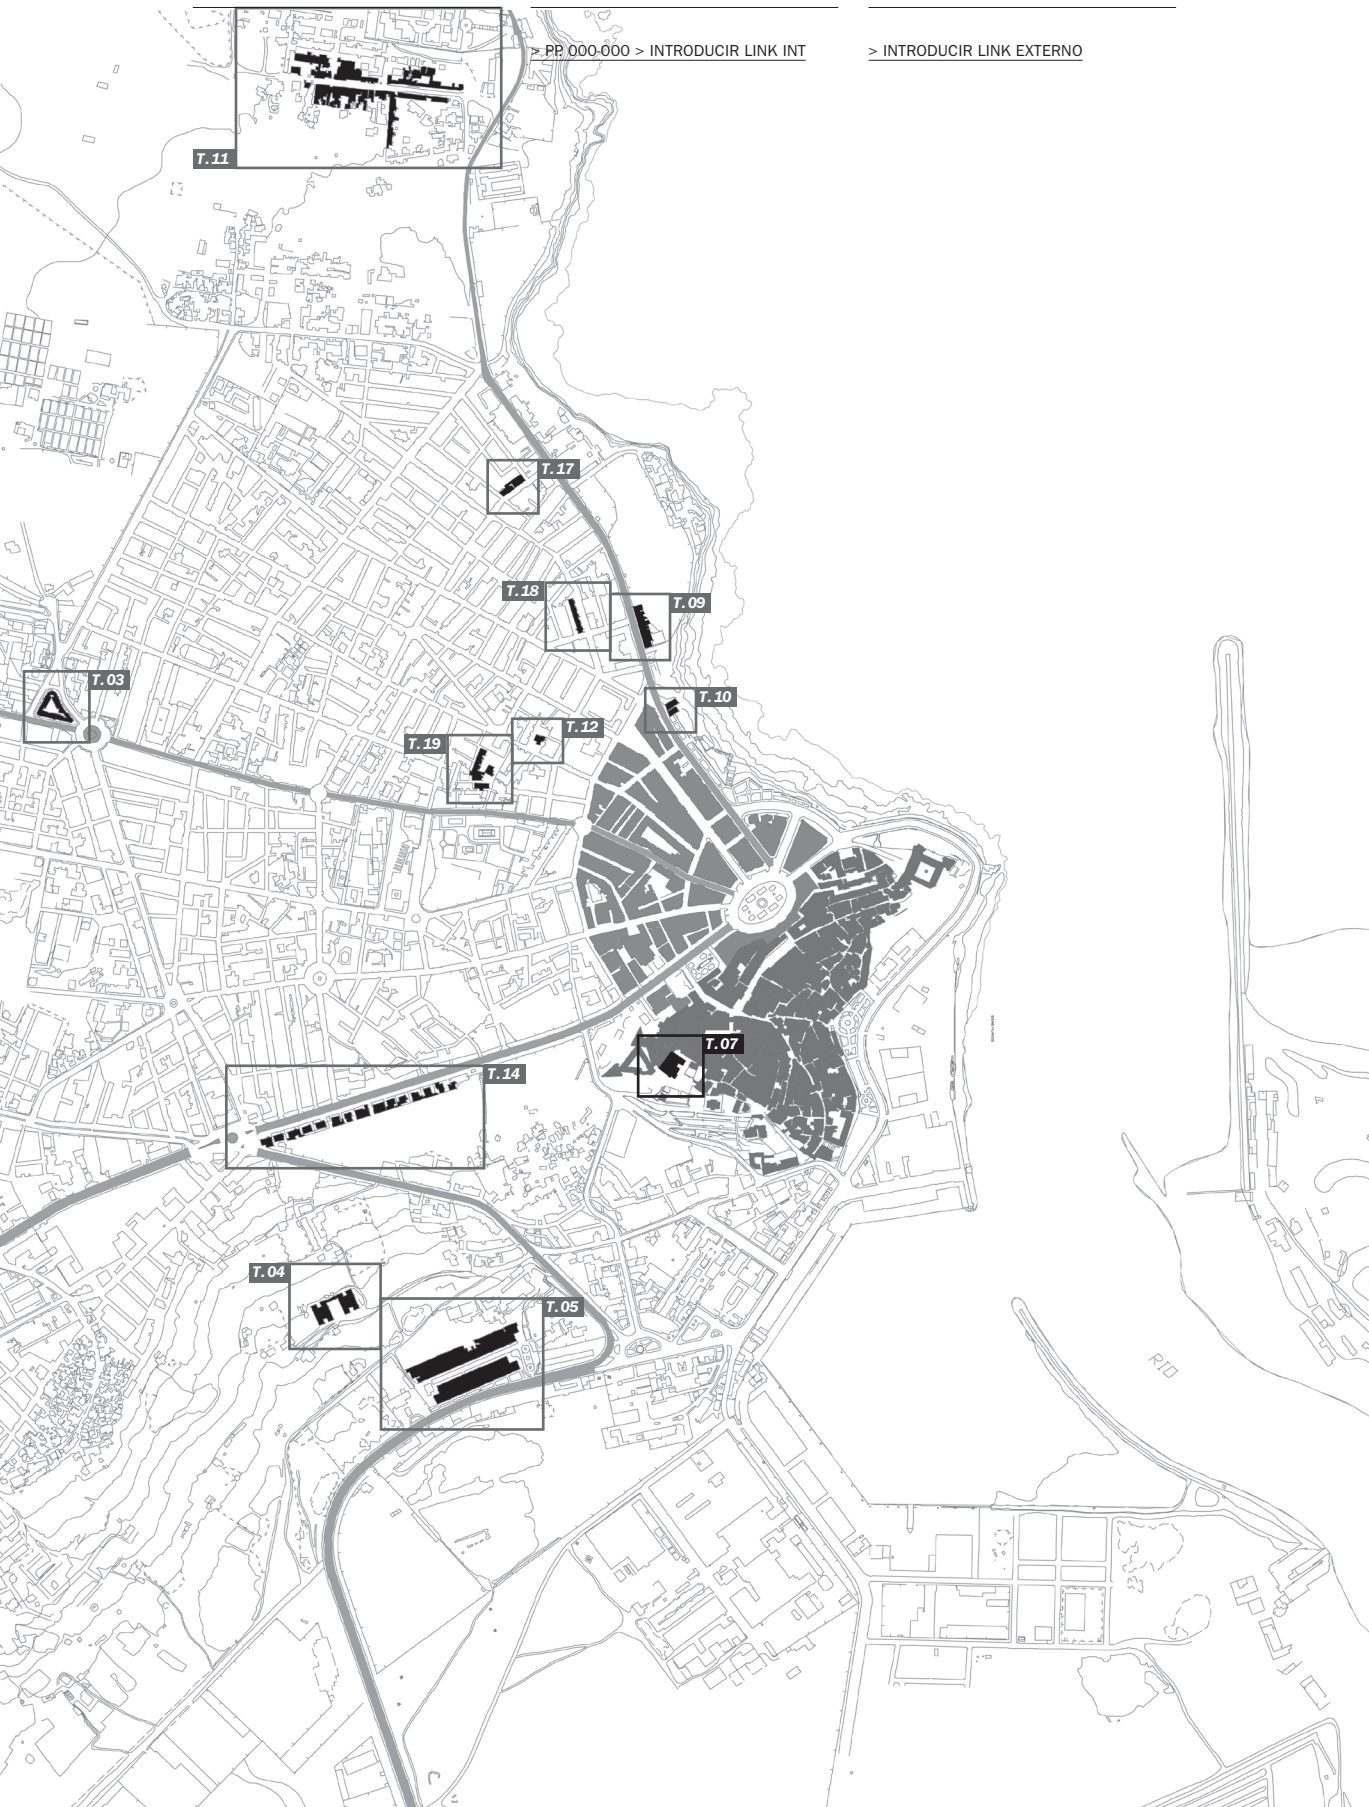 > PP. 000-000 > INTRODUCIR LINK INT
> INTRODUCIR LINK EXTERNO
T.11
T.17
T.18
T.09
T.03
T.10
T.12
T.19
T.07
T.14
T.04
T.05